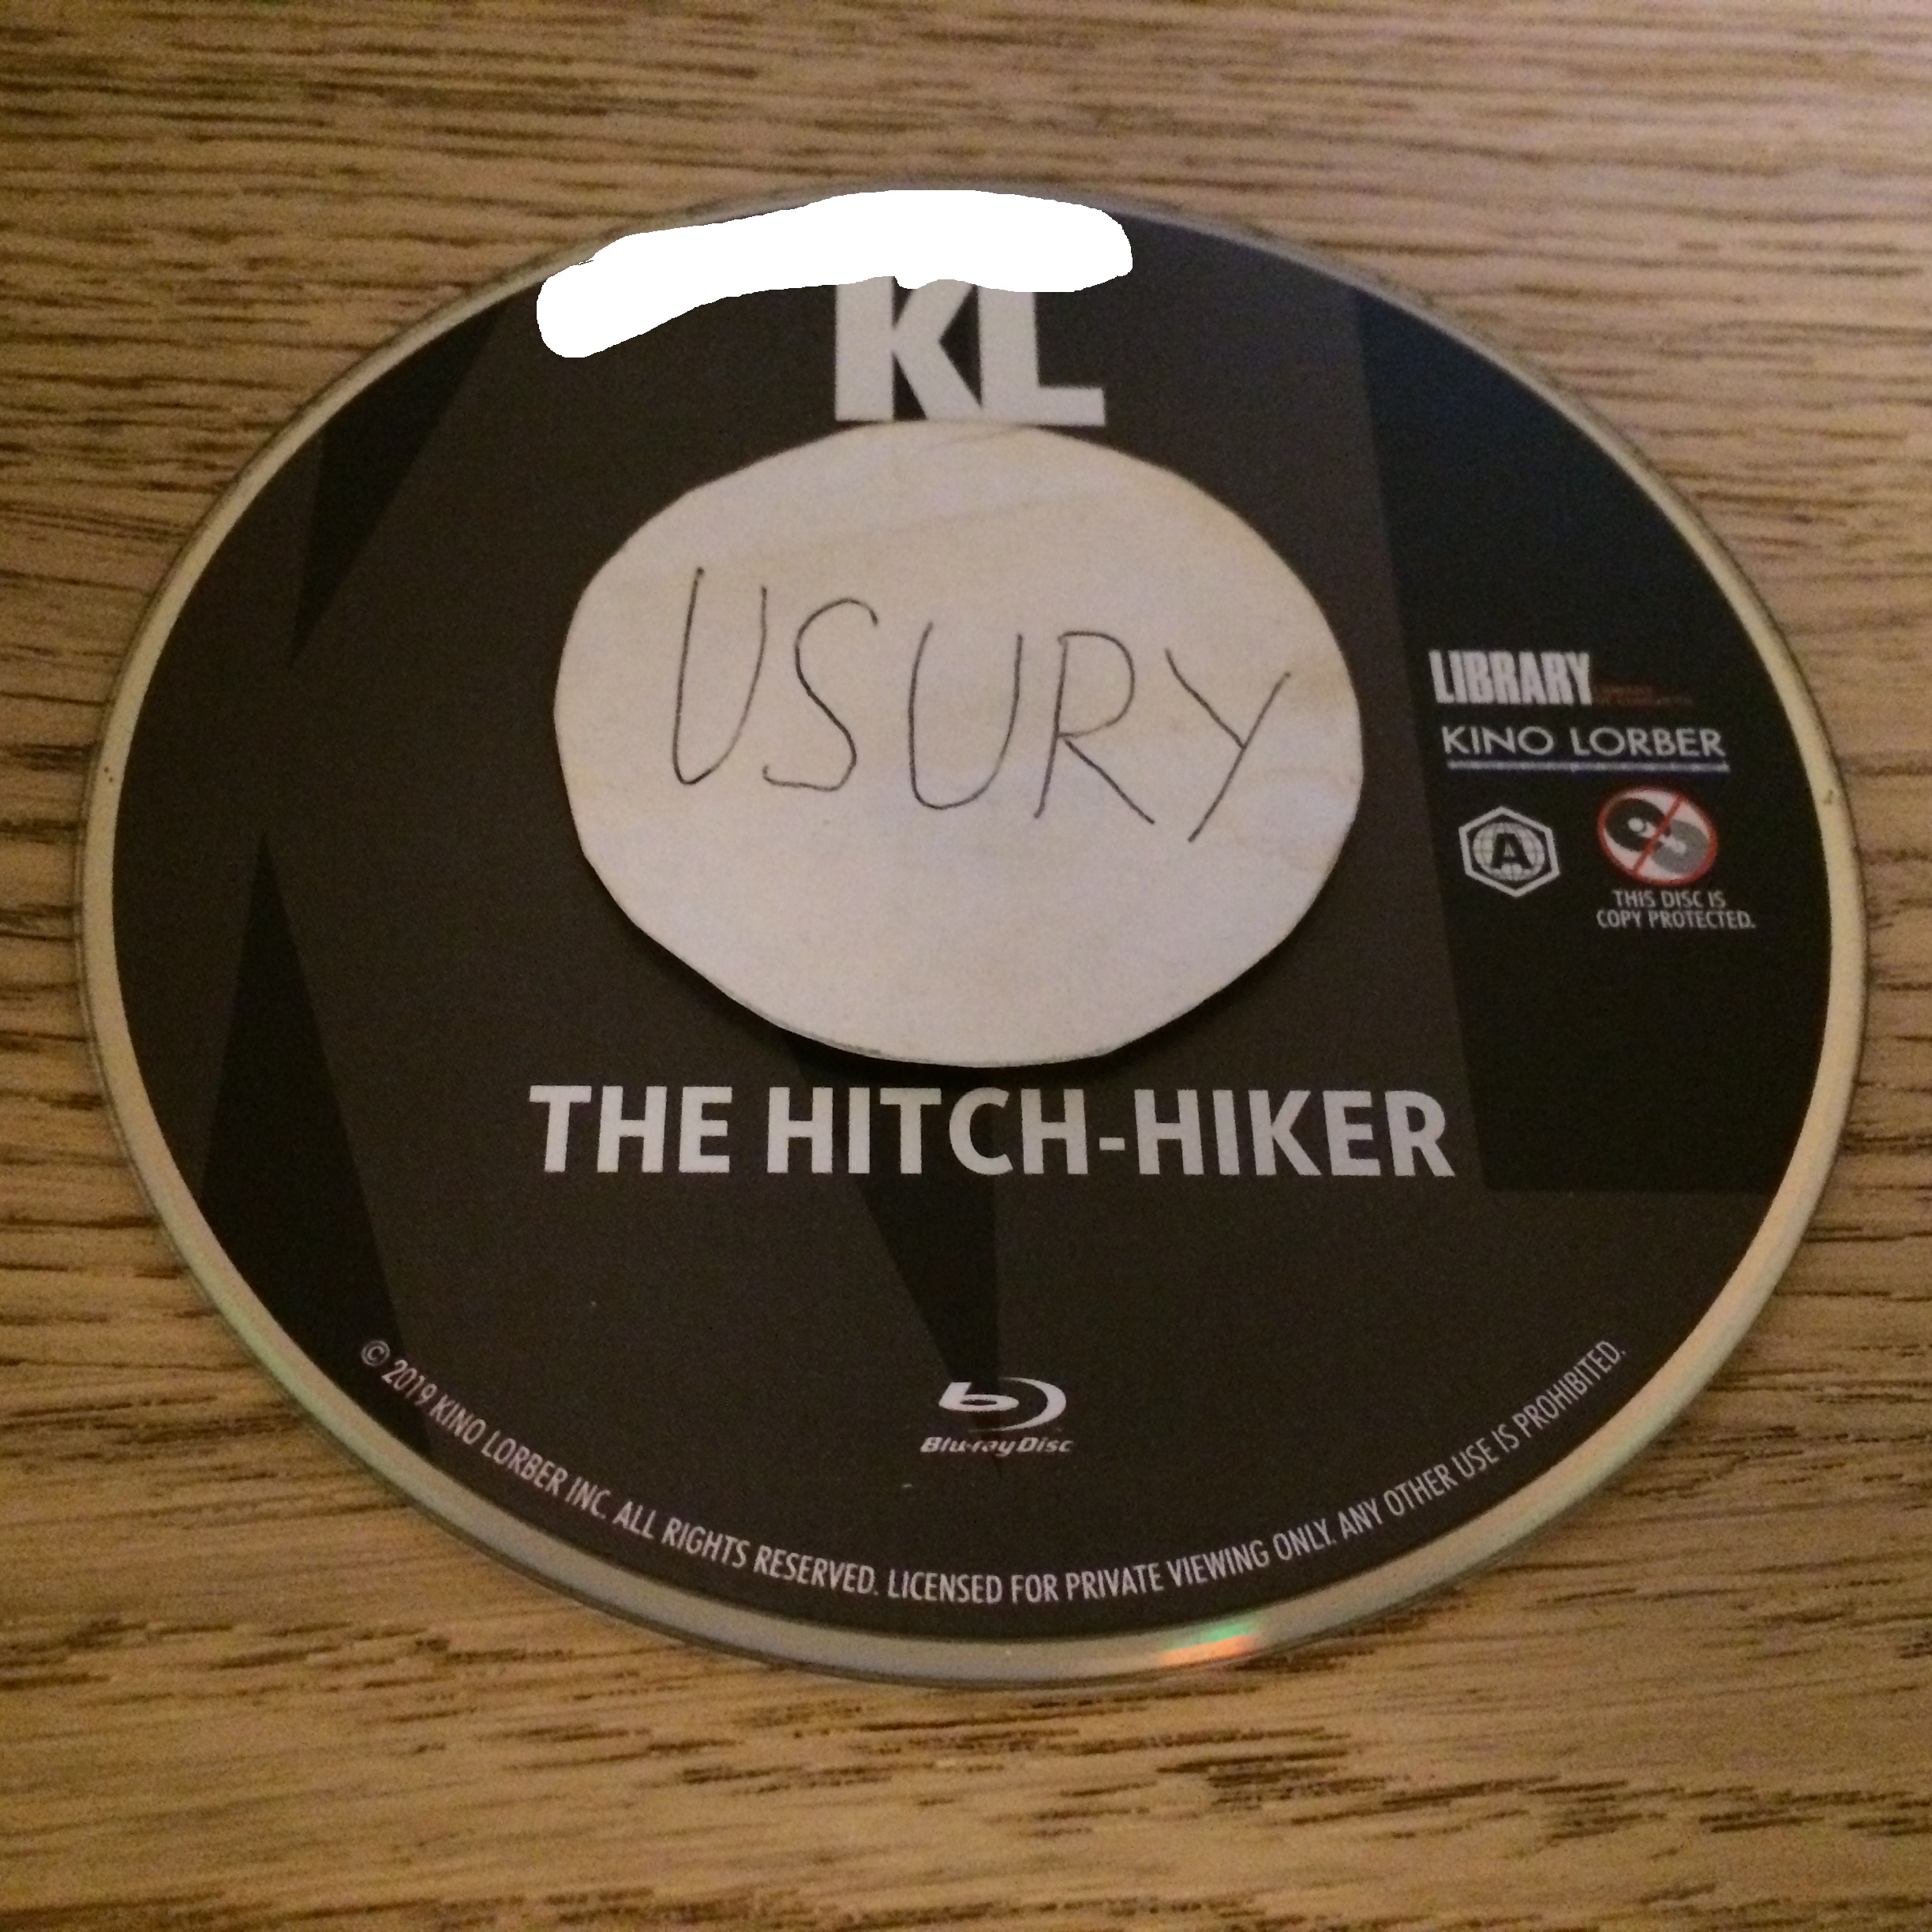 KL
USURY
LIBRARY
KINO LORBER
A
THIS DISC IS
COPY PROTECTED.
THE HITCH-HIKER
Blu-ray Disc
© 2019 KINO LORBER INC. ALL RIGHTS RESERVED. LICENSED FOR PRIVATE VIEWING ONLY. ANY OTHER USE IS PROHIBITED.